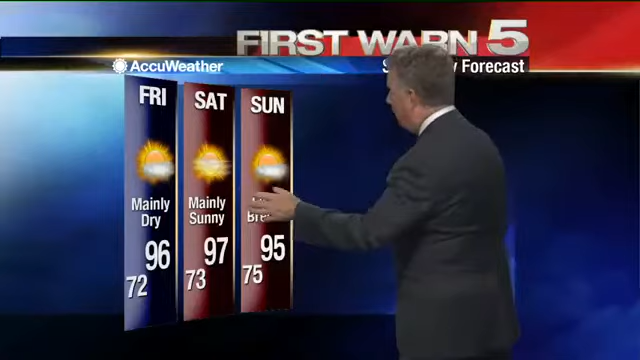 FIRST WARN 5
AccuWeather
Forecast
FRI
Mainly
Dry
96
72
SAT
Mainly
Sunny
97
73
SUN
95
75